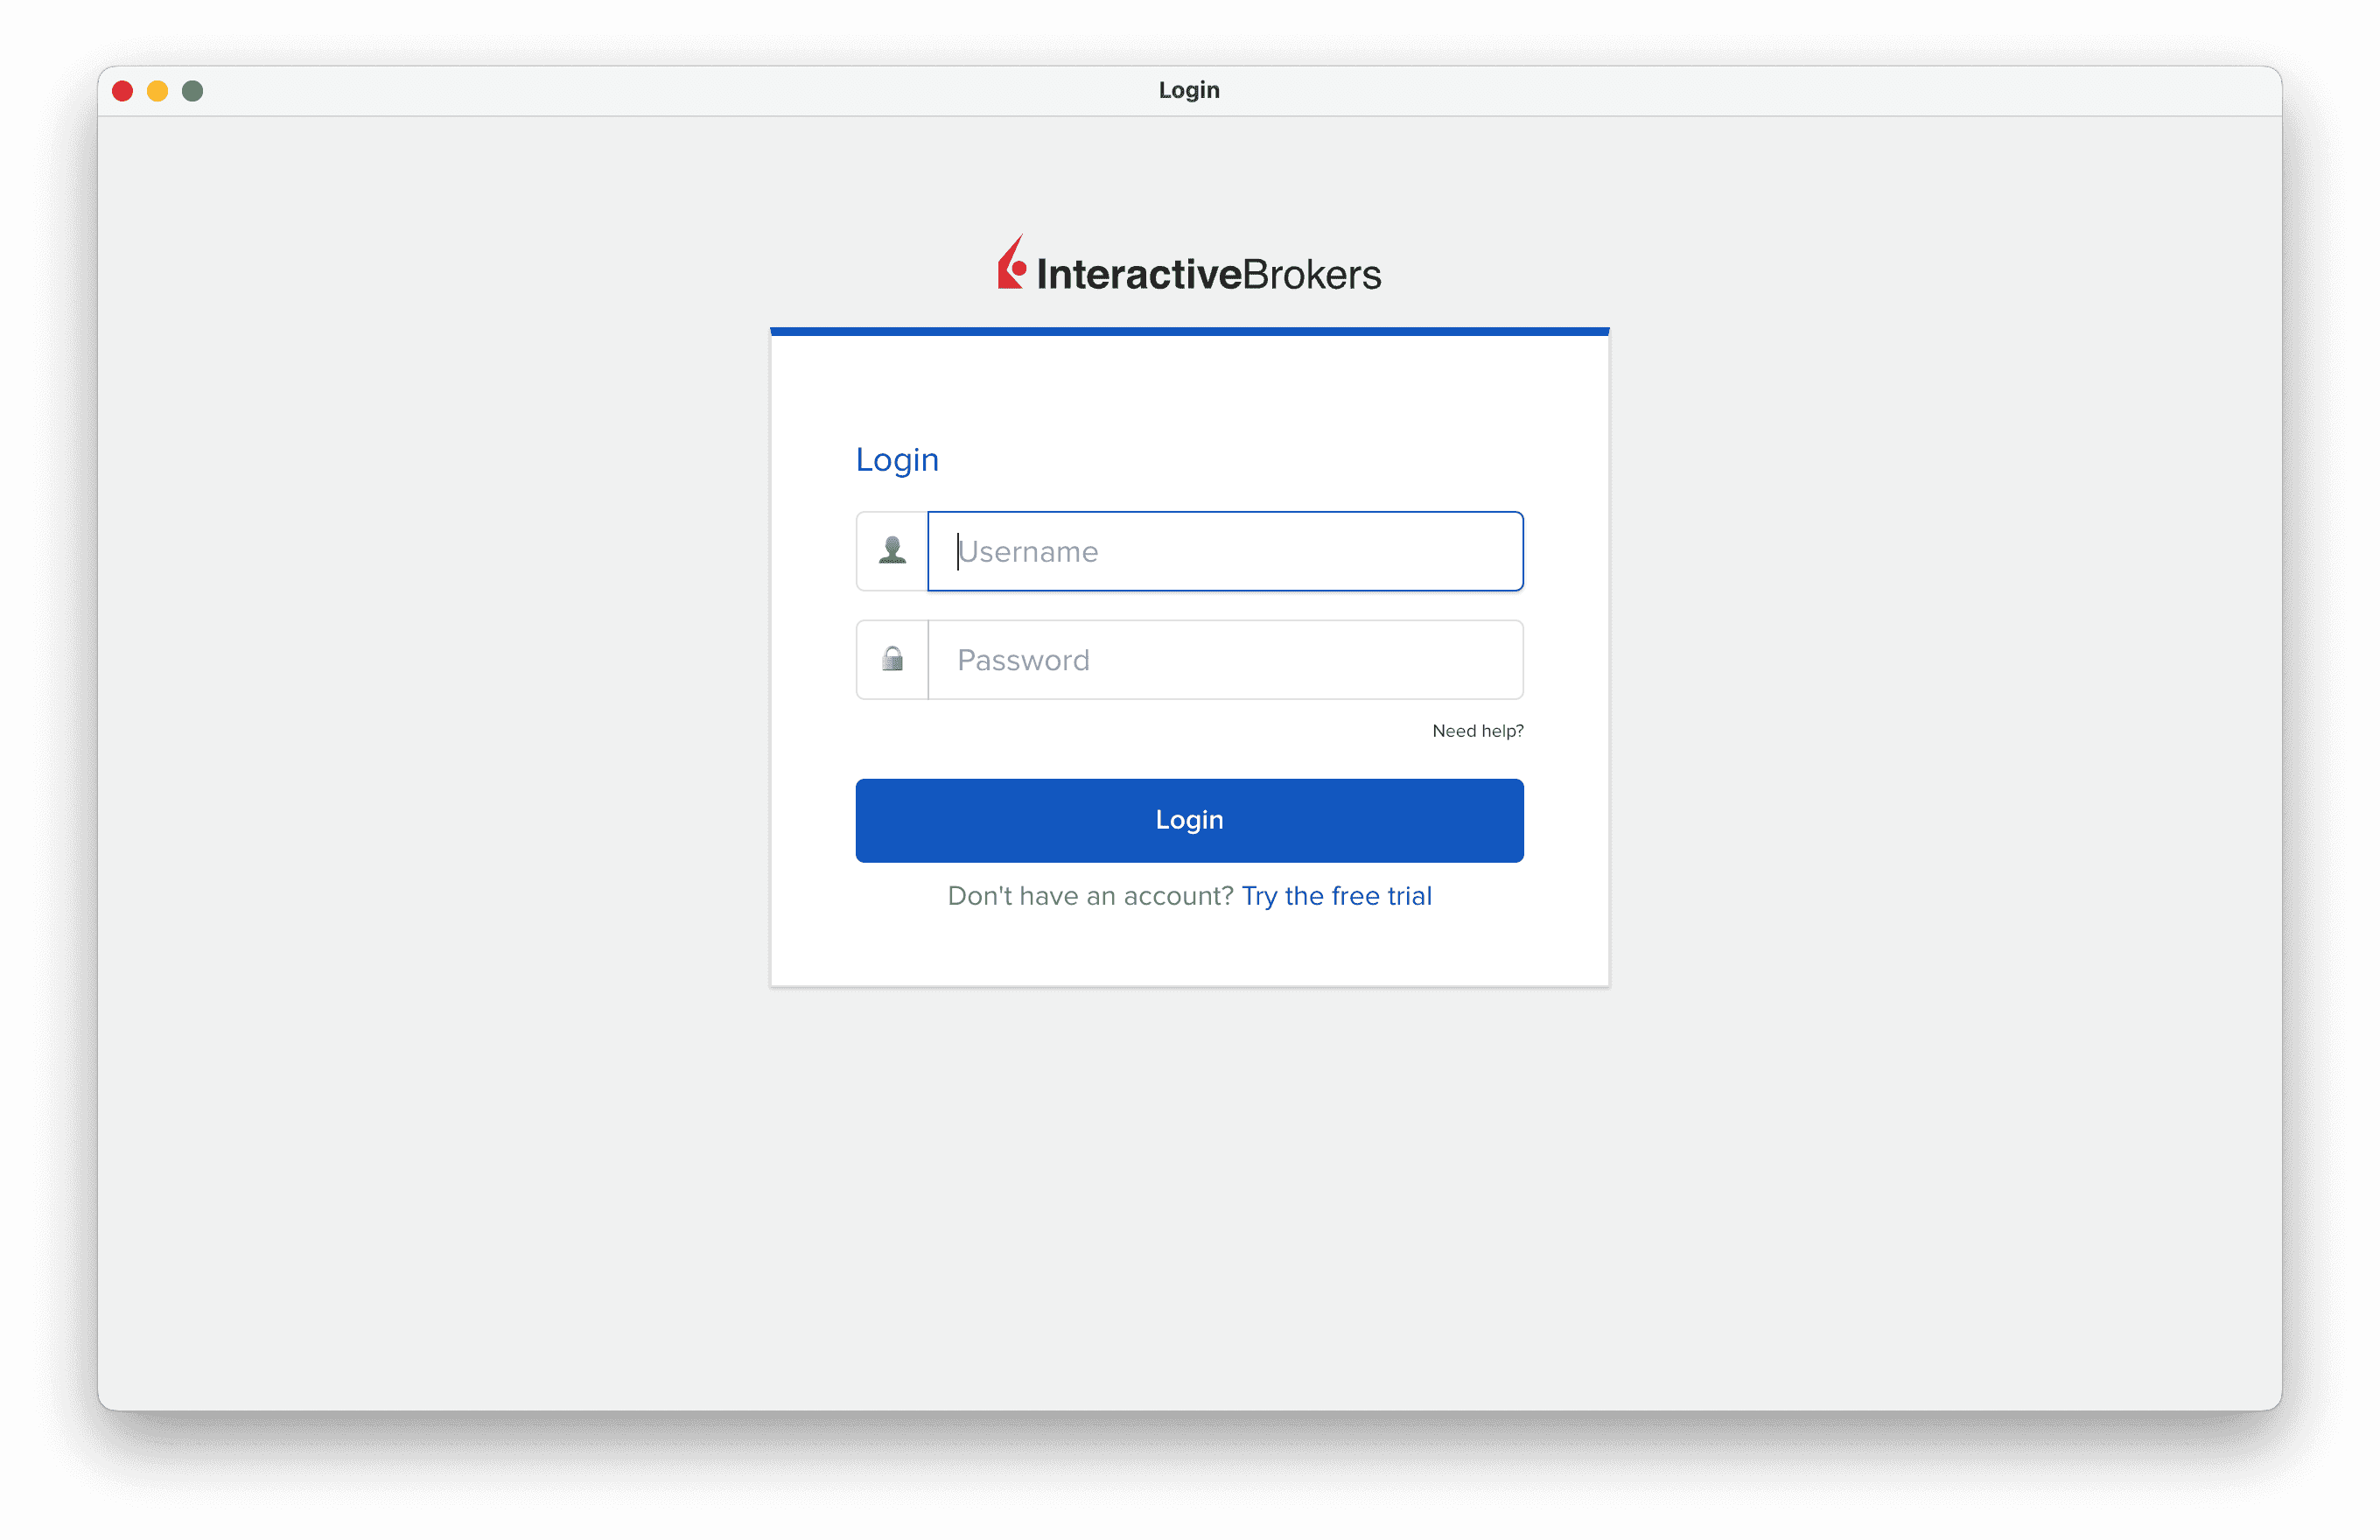 Login
InteractiveBrokers
Login
Username
Password
Need help?
Login
Don't have an account? Try the free trial